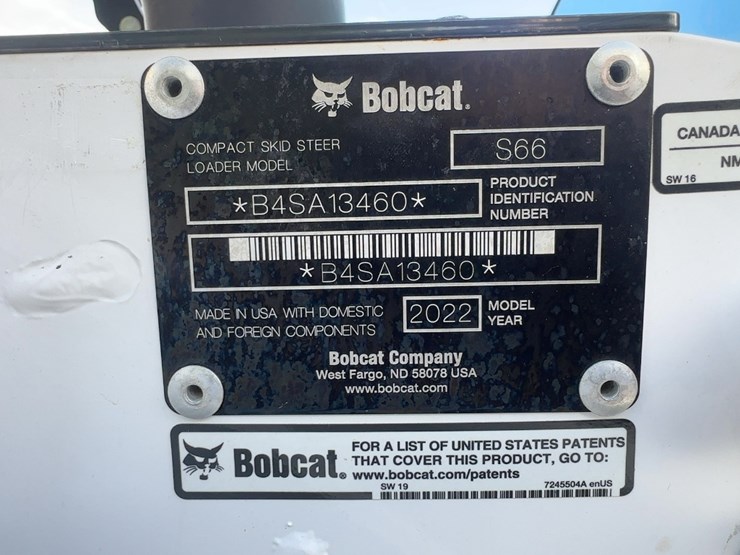 Bobcat.
COMPACT SKID STEER
LOADER MODEL
S66
*B4SA13460*
PRODUCT
IDENTIFICATION
NUMBER
*B4SA13460*
MADE IN USA WITH DOMESTIC
AND FOREIGN COMPONENTS
2022
MODEL
YEAR
Bobcat Company
West Fargo, ND 58078 USA
www.bobcat.com
CANADA
NM
SW 16
Bobcat.
FOR A LIST OF UNITED STATES PATENTS
THAT COVER THIS PRODUCT, GO TO:
www.bobcat.com/patents
SW 19
7245504A enUS